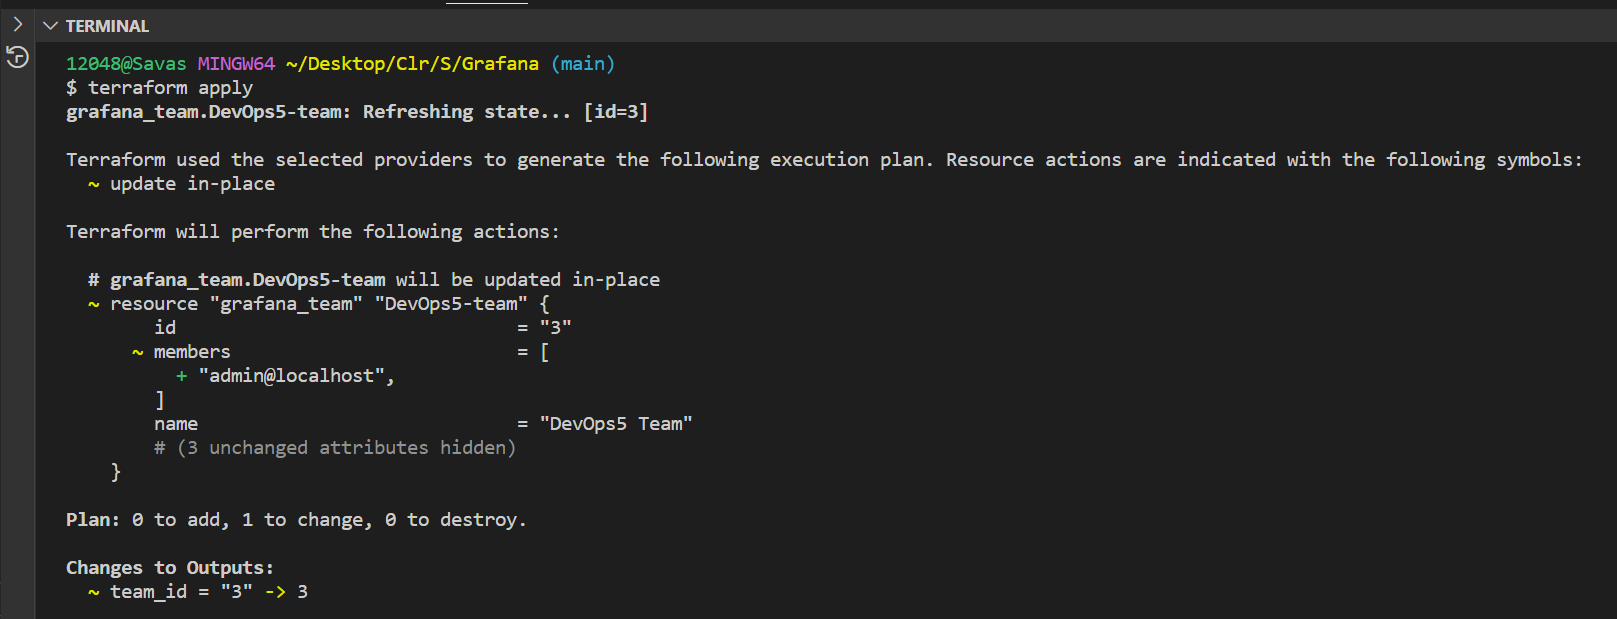 TERMINAL
12048@Savas MINGW64 ~/Desktop/Clr/S/Grafana (main)
$ terraform apply
grafana_team.DevOps5-team: Refreshing state... [id=3]
Terraform used the selected providers to generate the following execution plan. Resource actions are indicated with the following symbols:
  ~ update in-place
Terraform will perform the following actions:
  # grafana_team.DevOps5-team will be updated in-place
  ~ resource "grafana_team" "DevOps5-team" {
        id                               = "3"
      ~ members                          = [
          + "admin@localhost",
        ]
        name                             = "DevOps5 Team"
        # (3 unchanged attributes hidden)
    }
Plan: 0 to add, 1 to change, 0 to destroy.
Changes to Outputs:
  ~ team_id = "3" -> 3